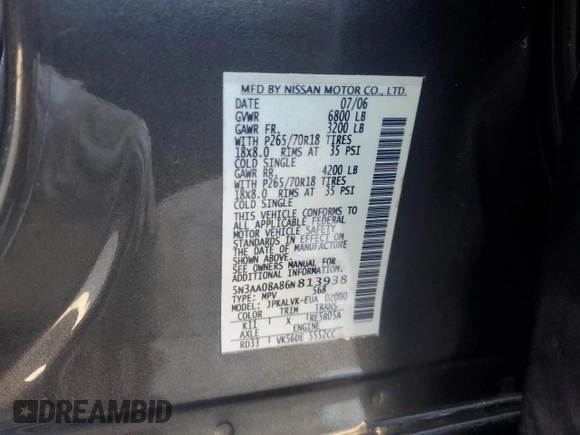 MFD BY NISSAN MOTOR CO., LTD.
DATE 07/06
GVWR 6800 LB
GAWR FR. 3200 LB
WITH P265/70R18 TIRES
18x8.0 RIMS AT 35 PSI
COLD SINGLE
GAWR RR. 4200 LB
WITH P265/70R18 TIRES
18x8.0 RIMS AT 35 PSI
COLD SINGLE
THIS VEHICLE CONFORMS TO
ALL APPLICABLE FEDERAL
MOTOR VEHICLE SAFETY
STANDARDS IN EFFECT ON
THE DATE OF MANUFACTURE
SHOWN ABOVE.
SEE OWNERS MANUAL FOR
ADDITIONAL INFORMATION.
5N3AA08A86N813938
TYPE: MPV 568
MODEL: JPKALVK-EUA 02000
COLOR TRIM TRANS
K11 X RE5R05A
AXLE ENGINE
RD33 VK56DE 5552CC
DREAMBID